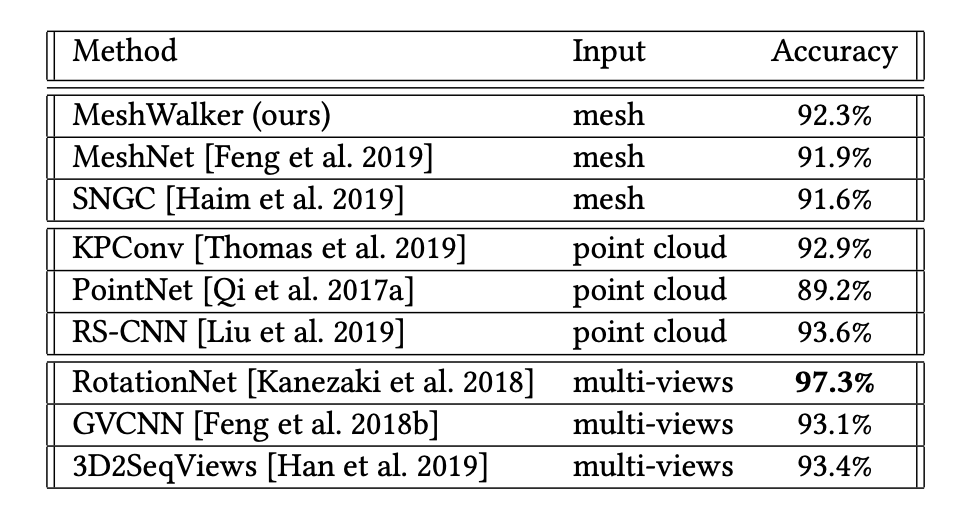 Method Input Accuracy
MeshWalker (ours) mesh 92.3%
MeshNet [Feng et al. 2019] mesh 91.9%
SNGC [Haim et al. 2019] mesh 91.6%
KPConv [Thomas et al. 2019] point cloud 92.9%
PointNet [Qi et al. 2017a] point cloud 89.2%
RS-CNN [Liu et al. 2019] point cloud 93.6%
RotationNet [Kanezaki et al. 2018] multi-views 97.3%
GVCNN [Feng et al. 2018b] multi-views 93.1%
3D2SeqViews [Han et al. 2019] multi-views 93.4%